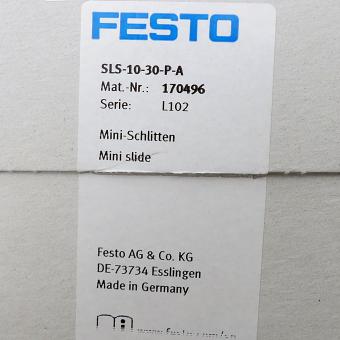 FESTO
SLS-10-30-P-A
Mat.-Nr.: 170496
Serie: L102
Mini-Schlitten
Mini slide
Festo AG & Co. KG
DE-73734 Esslingen
Made in Germany